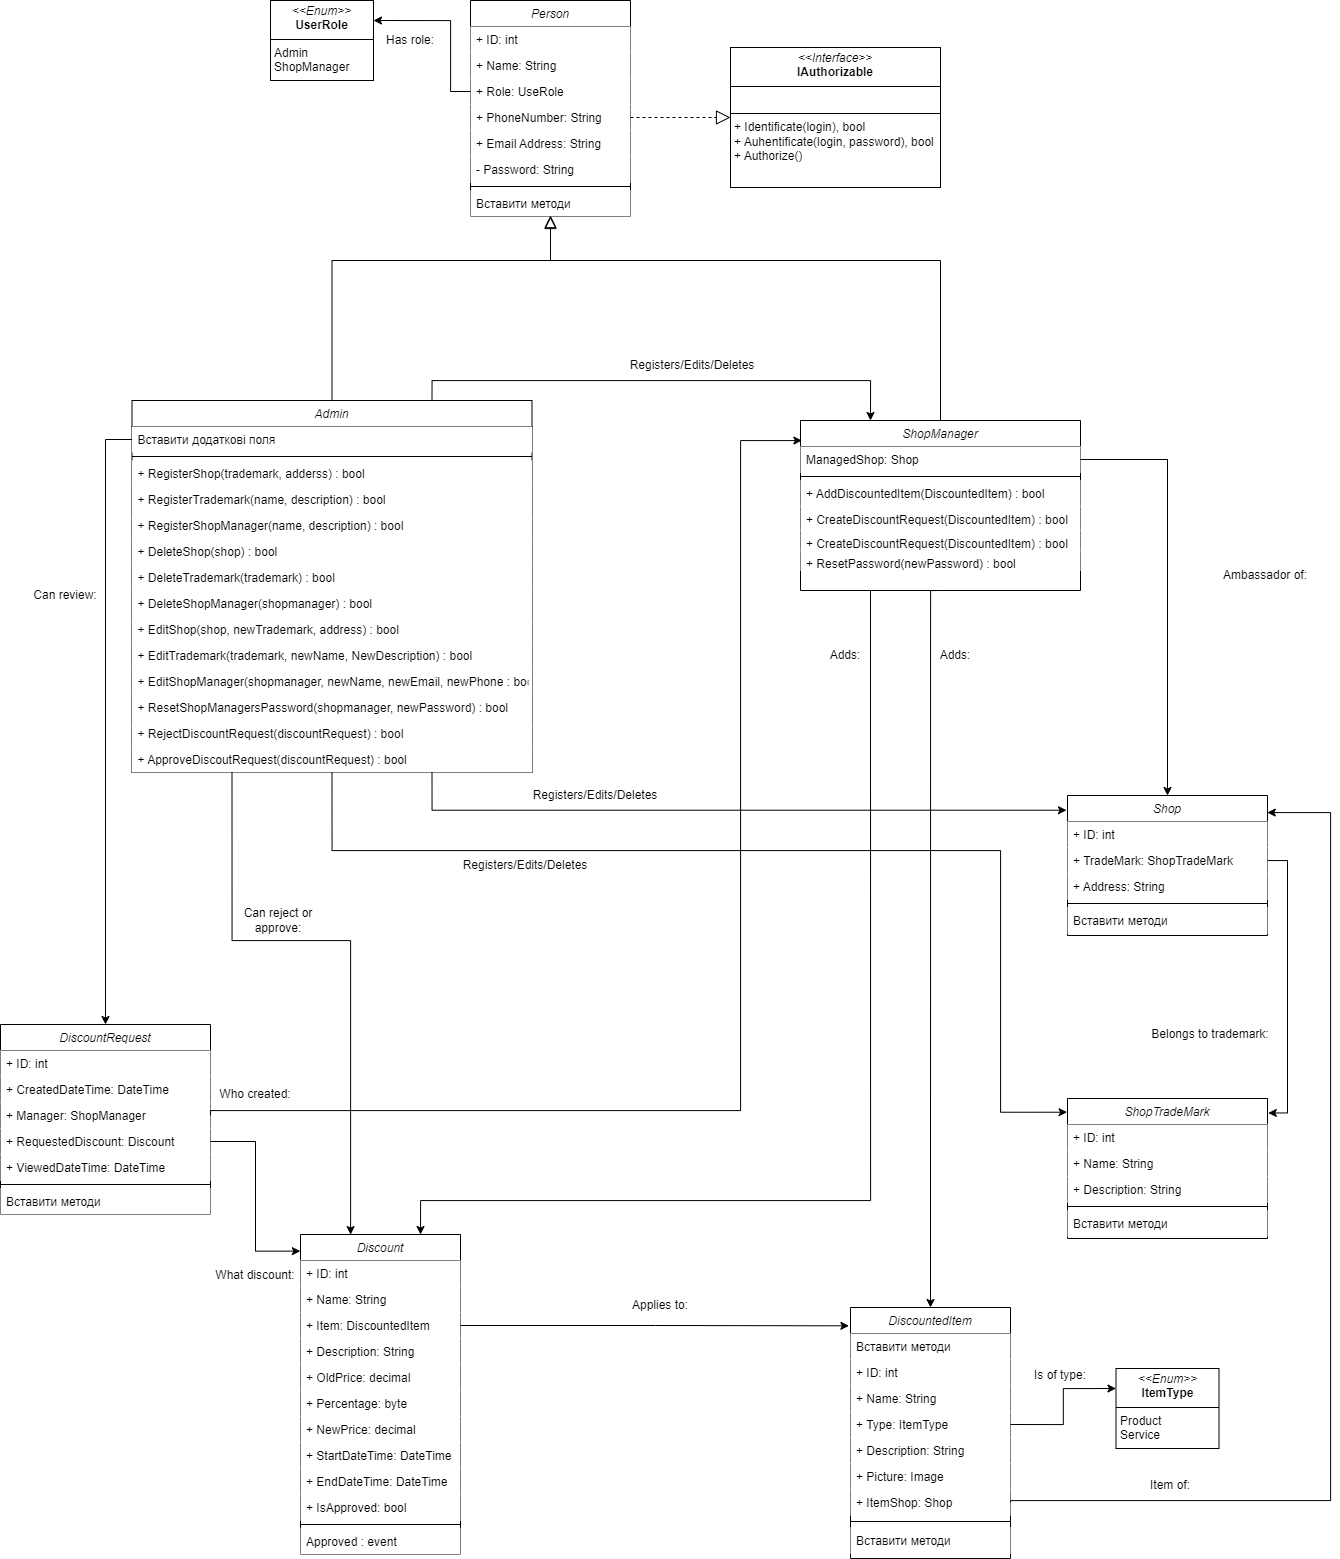 <<Enum>>
UserRole
Admin
ShopManager
Has role:
Person
+ ID: int
+ Name: String
+ Role: UseRole
+ PhoneNumber: String
+ Email Address: String
- Password: String
Вставити методи
<<Interface>>
IAuthorizable
+ Identificate(login), bool
+ Auhentificate(login, password), bool
+ Authorize()
Registers/Edits/Deletes
Admin
Вставити додаткові поля
+ RegisterShop(trademark, adderss) : bool
+ RegisterTrademark(name, description) : bool
+ RegisterShopManager(name, description) : bool
+ DeleteShop(shop) : bool
+ DeleteTrademark(trademark) : bool
+ DeleteShopManager(shopmanager) : bool
+ EditShop(shop, newTrademark, address) : bool
+ EditTrademark(trademark, newName, NewDescription) : bool
+ EditShopManager(shopmanager, newName, newEmail, newPhone : boo
+ ResetShopManagersPassword(shopmanager, newPassword) : bool
+ RejectDiscountRequest(discountRequest) : bool
+ ApproveDiscoutRequest(discountRequest) : bool
ShopManager
ManagedShop: Shop
+ AddDiscountedItem(DiscountedItem) : bool
+ CreateDiscountRequest(DiscountedItem) : bool
+ CreateDiscountRequest(DiscountedItem) : bool
+ ResetPassword(newPassword) : bool
Can review:
Ambassador of:
Adds:
Adds:
Registers/Edits/Deletes
Registers/Edits/Deletes
Shop
+ ID: int
+ TradeMark: ShopTradeMark
+ Address: String
Вставити методи
Can reject or
approve:
Belongs to trademark:
DiscountRequest
+ ID: int
+ CreatedDateTime: DateTime
+ Manager: ShopManager
+ RequestedDiscount: Discount
+ ViewedDateTime: DateTime
Вставити методи
Who created:
ShopTradeMark
+ ID: int
+ Name: String
+ Description: String
Вставити методи
What discount:
Discount
+ ID: int
+ Name: String
+ Item: DiscountedItem
+ Description: String
+ OldPrice: decimal
+ Percentage: byte
+ NewPrice: decimal
+ StartDateTime: DateTime
+ EndDateTime: DateTime
+ IsApproved: bool
Approved : event
Applies to:
DiscountedItem
Вставити методи
+ ID: int
+ Name: String
+ Type: ItemType
+ Description: String
+ Picture: Image
+ ItemShop: Shop
Вставити методи
Is of type:
<<Enum>>
ItemType
Product
Service
Item of: